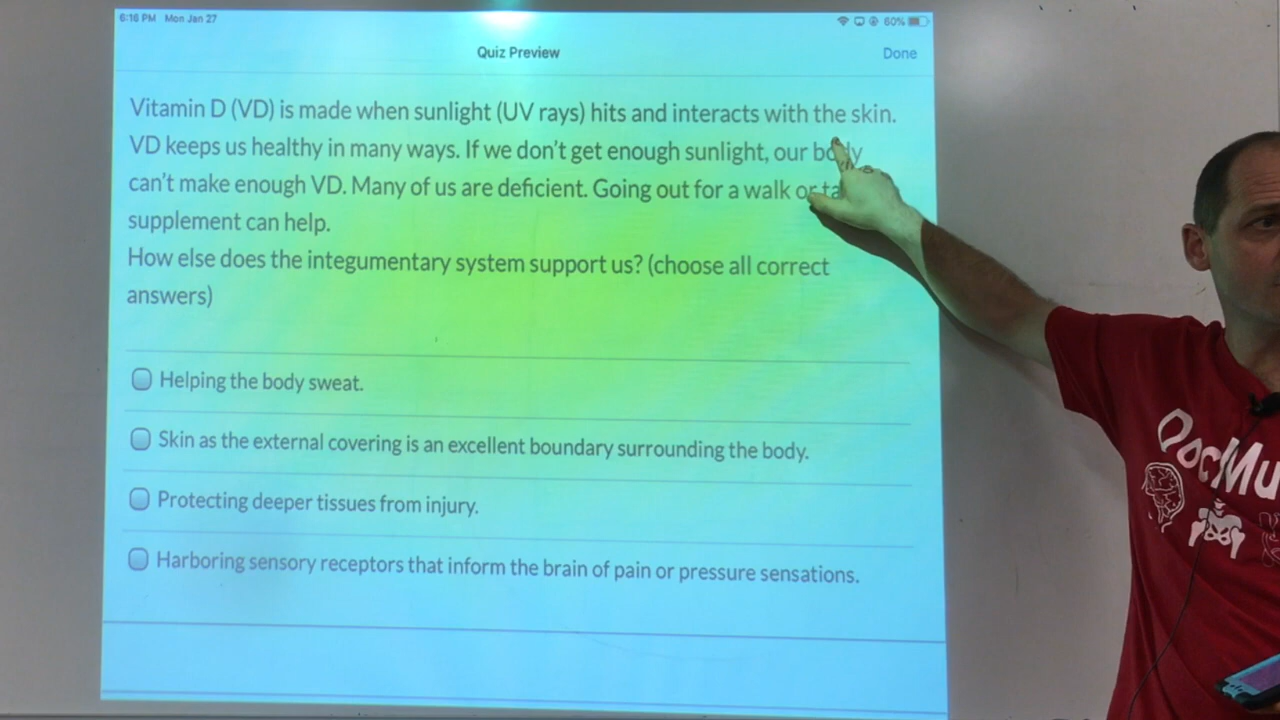 6:16 PM Mon Jan 27
60%
Quiz Preview
Done
Vitamin D (VD) is made when sunlight (UV rays) hits and interacts with the skin.
VD keeps us healthy in many ways. If we don't get enough sunlight, our body
can't make enough VD. Many of us are deficient. Going out for a walk or
supplement can help.
How else does the integumentary system support us? (choose all correct
answers)
Helping the body sweat.
Skin as the external covering is an excellent boundary surrounding the body.
Protecting deeper tissues from injury.
Harboring sensory receptors that inform the brain of pain or pressure sensations.